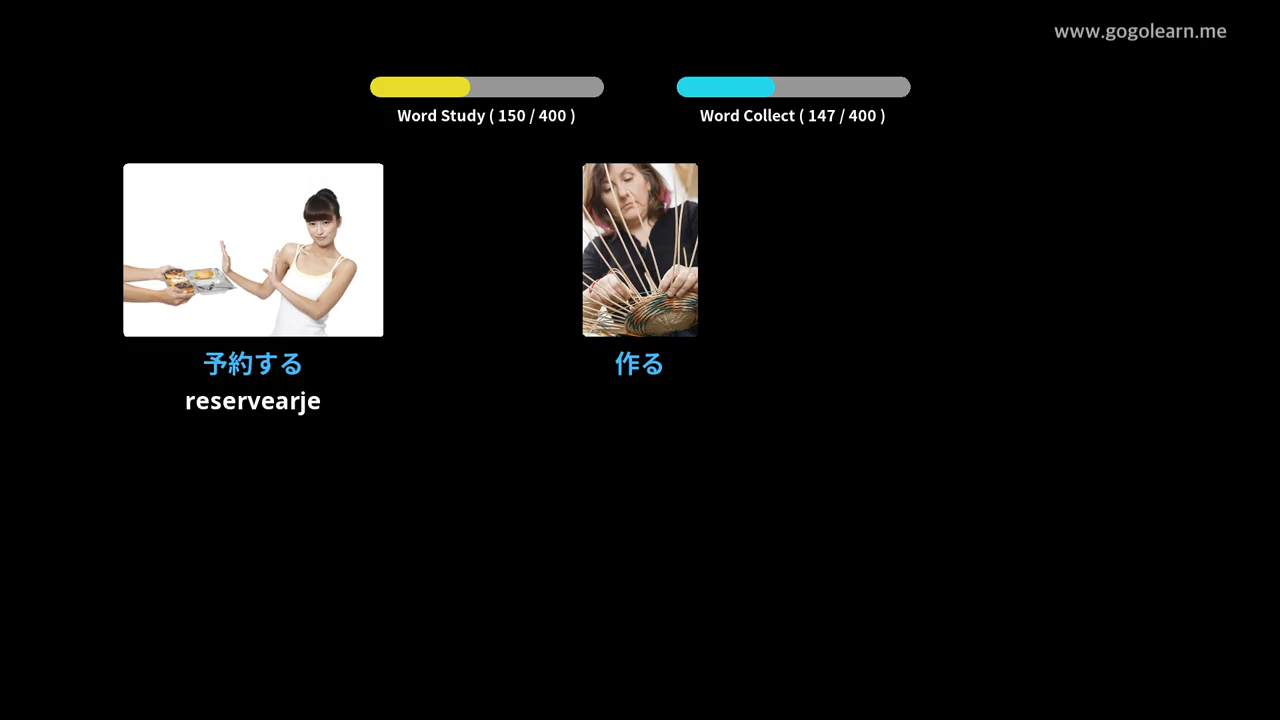 www.gogolearn.me
Word Study ( 150 / 400 )
Word Collect ( 147 / 400 )
予約する
作る
reservearje